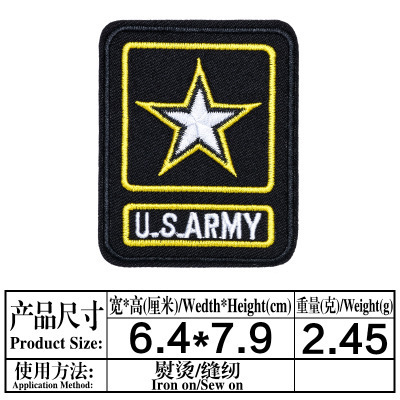 U.S.ARMY
产品尺寸 宽*高(厘米)/Wedth*Height(cm) 重量(克)/Weight(g)
Product Size: 6.4*7.9 2.45
使用方法: 熨烫/缝纫
Application Method: Iron on/Sew on